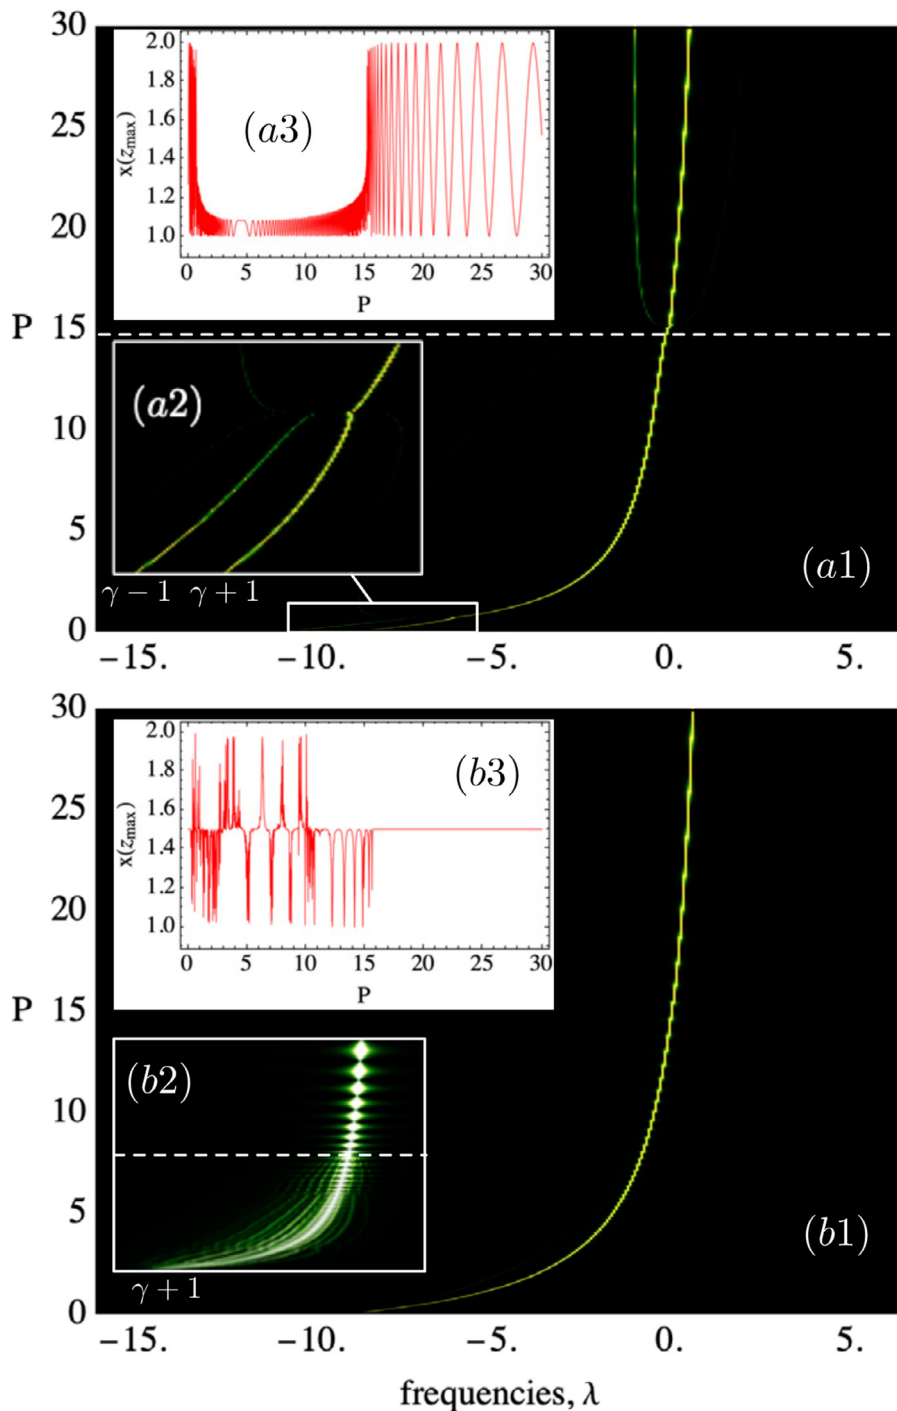 30
25
20
P 15
10
5
0
2.0
1.8
1.6
1.4
1.2
1.0
x(zmax)
(a3)
0 5 10 15 20 25 30
P
(a2)
γ − 1 γ + 1
(a1)
−15. −10. −5. 0. 5.
30
25
20
P 15
10
5
0
2.0
1.8
1.6
1.4
1.2
1.0
x(zmax)
(b3)
0 5 10 15 20 25 30
P
(b2)
γ + 1
(b1)
−15. −10. −5. 0. 5.
frequencies, λ